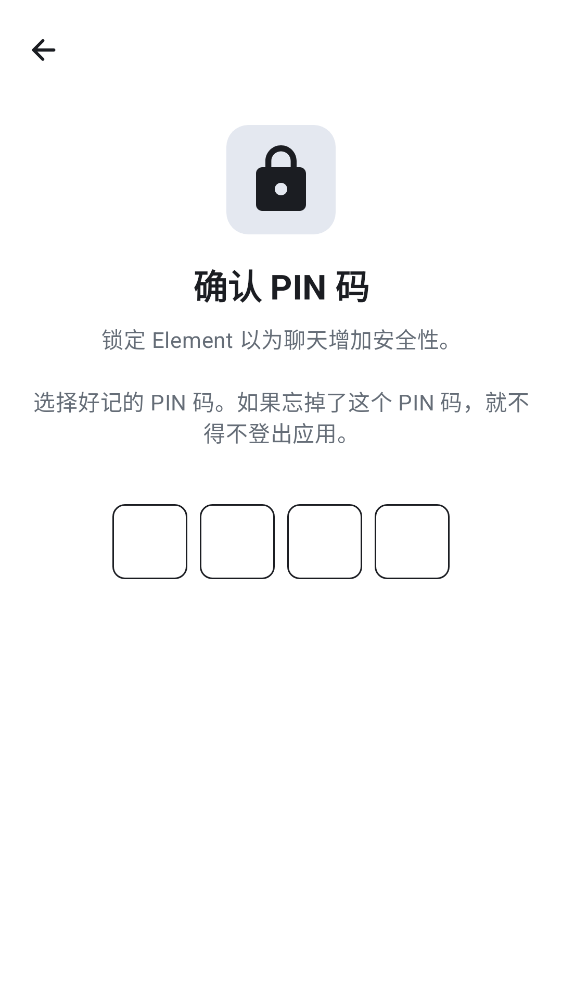 确认 PIN 码
锁定 Element 以为聊天增加安全性。
选择好记的 PIN 码。如果忘掉了这个 PIN 码，就不
得不登出应用。